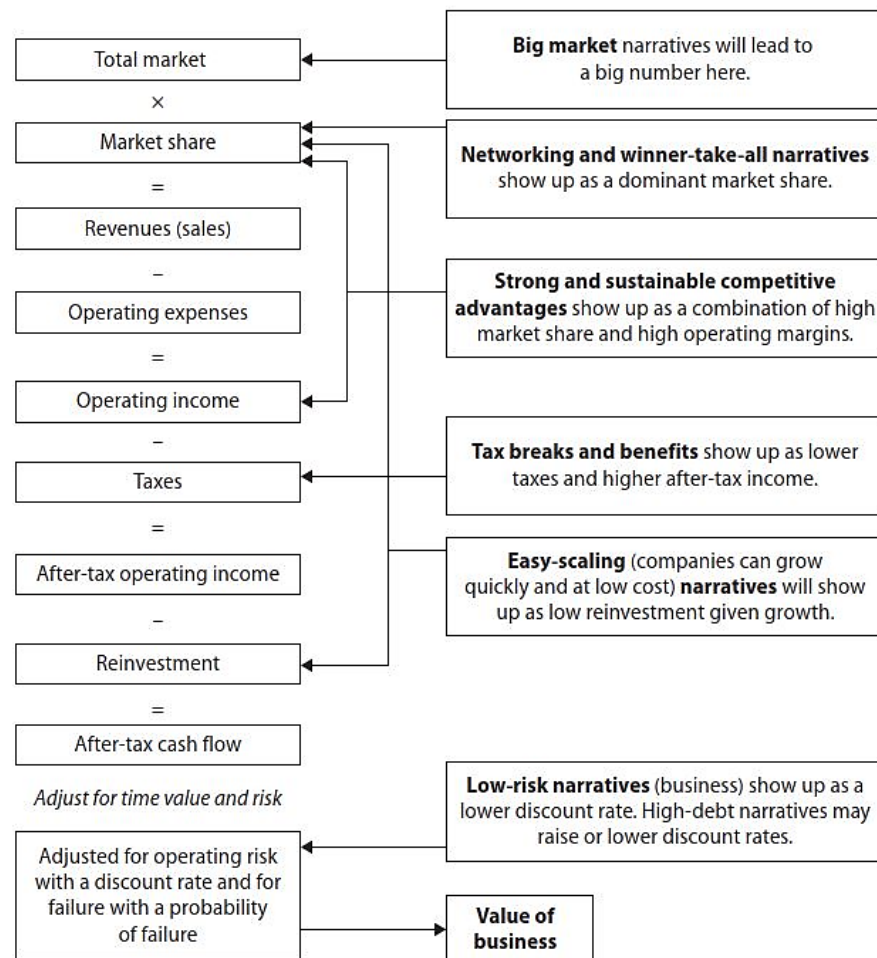 Total market
×
Market share
=
Revenues (sales)
–
Operating expenses
=
Operating income
–
Taxes
=
After-tax operating income
–
Reinvestment
=
After-tax cash flow
Adjust for time value and risk
Adjusted for operating risk
with a discount rate and for
failure with a probability
of failure
Big market narratives will lead to
a big number here.
Networking and winner-take-all narratives
show up as a dominant market share.
Strong and sustainable competitive
advantages show up as a combination of high
market share and high operating margins.
Tax breaks and benefits show up as lower
taxes and higher after-tax income.
Easy-scaling (companies can grow
quickly and at low cost) narratives will show
up as low reinvestment given growth.
Low-risk narratives (business) show up as a
lower discount rate. High-debt narratives may
raise or lower discount rates.
Value of
business